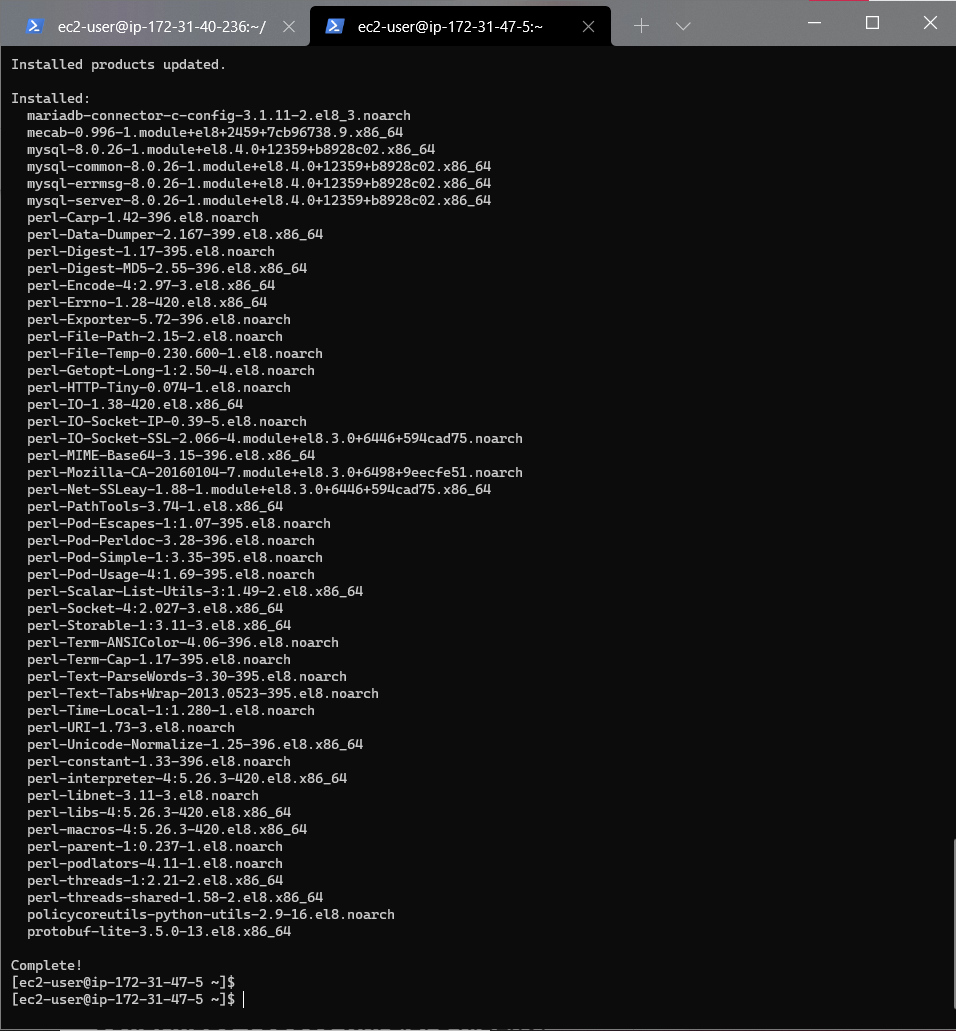 ec2-user@ip-172-31-40-236:~/
ec2-user@ip-172-31-47-5:~
Installed products updated.
Installed:
mariadb-connector-c-config-3.1.11-2.el8_3.noarch
mecab-0.996-1.module+el8+2459+7cb96738.9.x86_64
mysql-8.0.26-1.module+el8.4.0+12359+b8928c02.x86_64
mysql-common-8.0.26-1.module+el8.4.0+12359+b8928c02.x86_64
mysql-errmsg-8.0.26-1.module+el8.4.0+12359+b8928c02.x86_64
mysql-server-8.0.26-1.module+el8.4.0+12359+b8928c02.x86_64
perl-Carp-1.42-396.el8.noarch
perl-Data-Dumper-2.167-399.el8.x86_64
perl-Digest-1.17-395.el8.noarch
perl-Digest-MD5-2.55-396.el8.x86_64
perl-Encode-4:2.97-3.el8.x86_64
perl-Errno-1.28-420.el8.x86_64
perl-Exporter-5.72-396.el8.noarch
perl-File-Path-2.15-2.el8.noarch
perl-File-Temp-0.230.600-1.el8.noarch
perl-Getopt-Long-1:2.50-4.el8.noarch
perl-HTTP-Tiny-0.074-1.el8.noarch
perl-IO-1.38-420.el8.x86_64
perl-IO-Socket-IP-0.39-5.el8.noarch
perl-IO-Socket-SSL-2.066-4.module+el8.3.0+6446+594cad75.noarch
perl-MIME-Base64-3.15-396.el8.x86_64
perl-Mozilla-CA-20160104-7.module+el8.3.0+6498+9eecfe51.noarch
perl-Net-SSLeay-1.88-1.module+el8.3.0+6446+594cad75.x86_64
perl-PathTools-3.74-1.el8.x86_64
perl-Pod-Escapes-1:1.07-395.el8.noarch
perl-Pod-Perldoc-3.28-396.el8.noarch
perl-Pod-Simple-1:3.35-395.el8.noarch
perl-Pod-Usage-4:1.69-395.el8.noarch
perl-Scalar-List-Utils-3:1.49-2.el8.x86_64
perl-Socket-4:2.027-3.el8.x86_64
perl-Storable-1:3.11-3.el8.x86_64
perl-Term-ANSIColor-4.06-396.el8.noarch
perl-Term-Cap-1.17-395.el8.noarch
perl-Text-ParseWords-3.30-395.el8.noarch
perl-Text-Tabs+Wrap-2013.0523-395.el8.noarch
perl-Time-Local-1:1.280-1.el8.noarch
perl-URI-1.73-3.el8.noarch
perl-Unicode-Normalize-1.25-396.el8.x86_64
perl-constant-1.33-396.el8.noarch
perl-interpreter-4:5.26.3-420.el8.x86_64
perl-libnet-3.11-3.el8.noarch
perl-libs-4:5.26.3-420.el8.x86_64
perl-macros-4:5.26.3-420.el8.x86_64
perl-parent-1:0.237-1.el8.noarch
perl-podlators-4.11-1.el8.noarch
perl-threads-1:2.21-2.el8.x86_64
perl-threads-shared-1.58-2.el8.x86_64
policycoreutils-python-utils-2.9-16.el8.noarch
protobuf-lite-3.5.0-13.el8.x86_64
Complete!
[ec2-user@ip-172-31-47-5 ~]$
[ec2-user@ip-172-31-47-5 ~]$